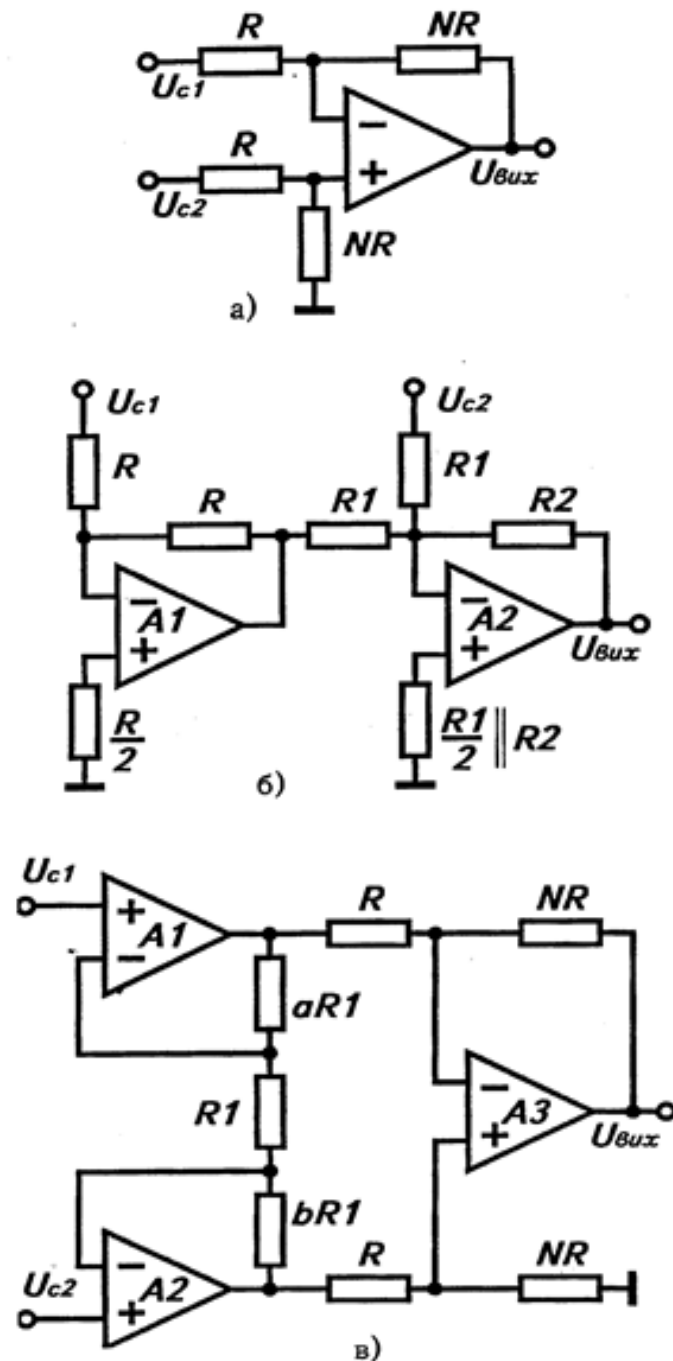 R NR
Uc1
R
Uc2
− +
Uвих
NR
а)
Uc1 Uc2
R R1
R R1 R2
− A1 +
− A2 +
Uвих
R/2
R1/2 || R2
б)
Uc1
+ A1 −
R NR
aR1
R1
− A3 +
Uвих
bR1
− A2 +
R NR
Uc2
в)